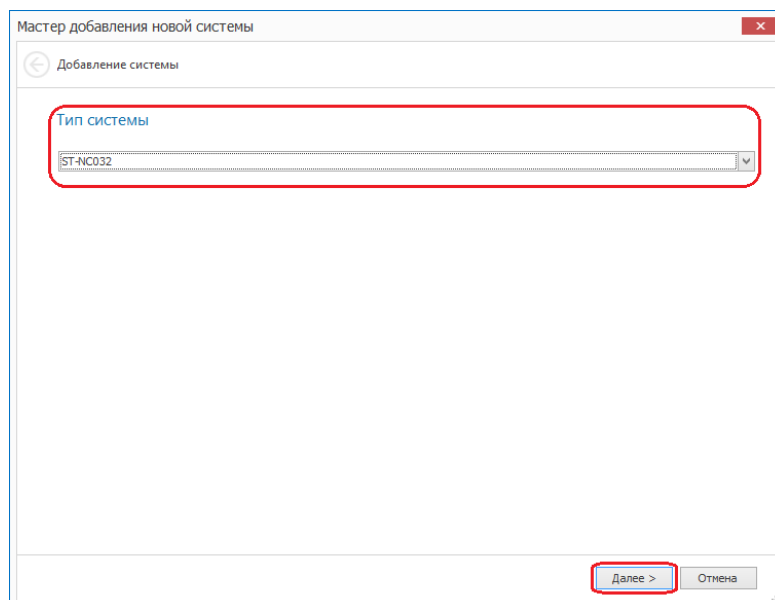 Мастер добавления новой системы
Добавление системы
Тип системы
ST-NC032
Далее >
Отмена